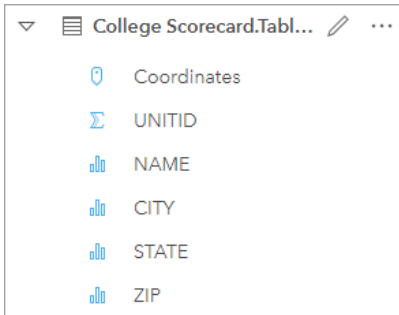 College Scorecard.Tabl...
Coordinates
UNITID
NAME
CITY
STATE
ZIP